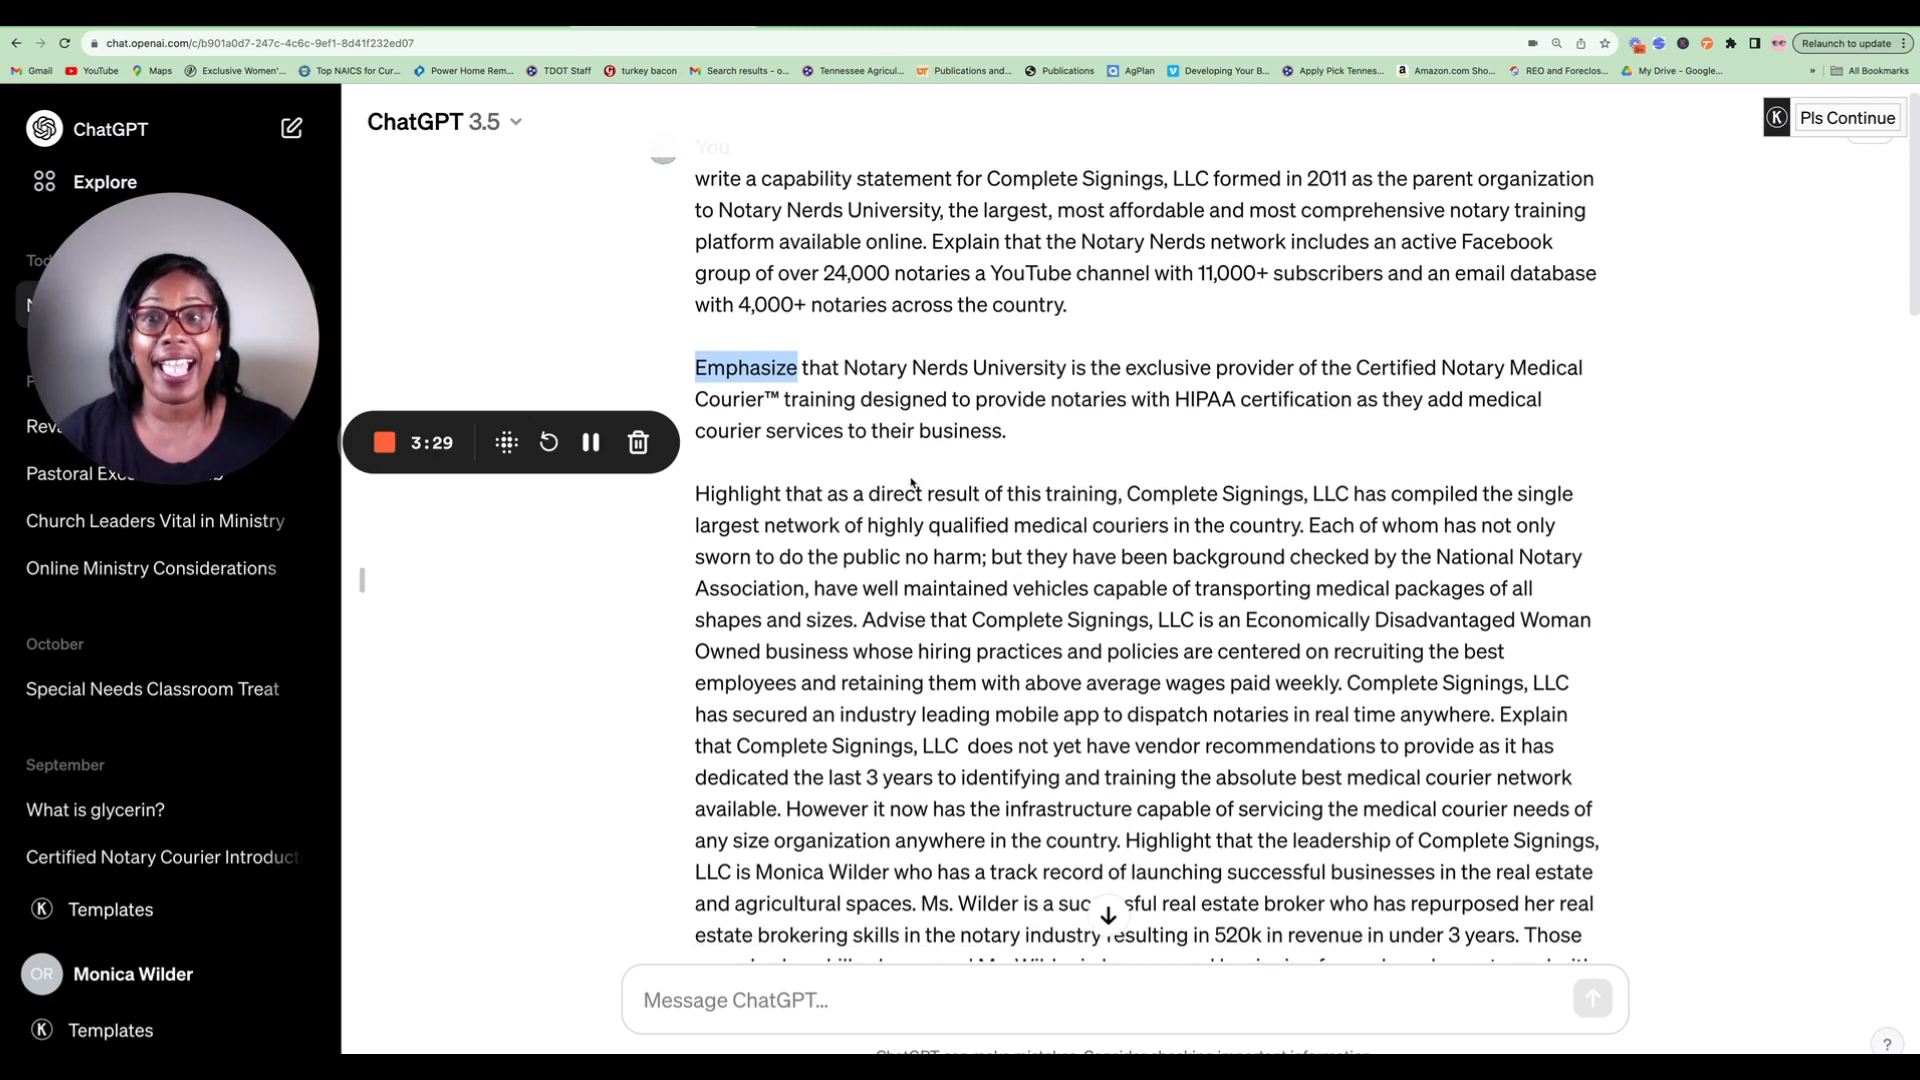 chat.openai.com/c/b901a0d7-247c-4c6c-9ef1-8d41f232ed07
Relaunch to update
Gmail
YouTube
Maps
Exclusive Women'...
Top NAICS for Cur...
Power Home Rem...
TDOT Staff
turkey bacon
Search results - o...
Tennessee Agricul...
Publications and...
Publications
AgPlan
Developing Your B...
Apply Pick Tennes...
Amazon.com Sho...
REO and Foreclos...
My Drive - Google...
»
All Bookmarks
ChatGPT
Explore
Pastoral
Church Leaders Vital in Ministry
Online Ministry Considerations
October
Special Needs Classroom Treat
September
What is glycerin?
Certified Notary Courier Introduct
K Templates
OR Monica Wilder
K Templates
3:29
ChatGPT 3.5
K Pls Continue
You
write a capability statement for Complete Signings, LLC formed in 2011 as the parent organization
to Notary Nerds University, the largest, most affordable and most comprehensive notary training
platform available online. Explain that the Notary Nerds network includes an active Facebook
group of over 24,000 notaries a YouTube channel with 11,000+ subscribers and an email database
with 4,000+ notaries across the country.
Emphasize that Notary Nerds University is the exclusive provider of the Certified Notary Medical
Courier™ training designed to provide notaries with HIPAA certification as they add medical
courier services to their business.
Highlight that as a direct result of this training, Complete Signings, LLC has compiled the single
largest network of highly qualified medical couriers in the country. Each of whom has not only
sworn to do the public no harm; but they have been background checked by the National Notary
Association, have well maintained vehicles capable of transporting medical packages of all
shapes and sizes. Advise that Complete Signings, LLC is an Economically Disadvantaged Woman
Owned business whose hiring practices and policies are centered on recruiting the best
employees and retaining them with above average wages paid weekly. Complete Signings, LLC
has secured an industry leading mobile app to dispatch notaries in real time anywhere. Explain
that Complete Signings, LLC does not yet have vendor recommendations to provide as it has
dedicated the last 3 years to identifying and training the absolute best medical courier network
available. However it now has the infrastructure capable of servicing the medical courier needs of
any size organization anywhere in the country. Highlight that the leadership of Complete Signings,
LLC is Monica Wilder who has a track record of launching successful businesses in the real estate
and agricultural spaces. Ms. Wilder is a successful real estate broker who has repurposed her real
estate brokering skills in the notary industry resulting in 520k in revenue in under 3 years. Those
Message ChatGPT...
ChatGPT can make mistakes. Consider checking important information.
?